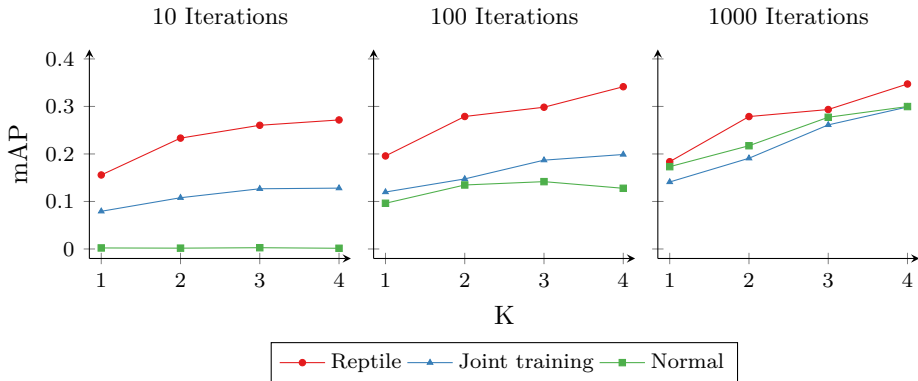 10 Iterations 100 Iterations 1000 Iterations
0.4
0.3
0.2
0.1
0
mAP
1 2 3 4 1 2 3 4 1 2 3 4
K
Reptile Joint training Normal